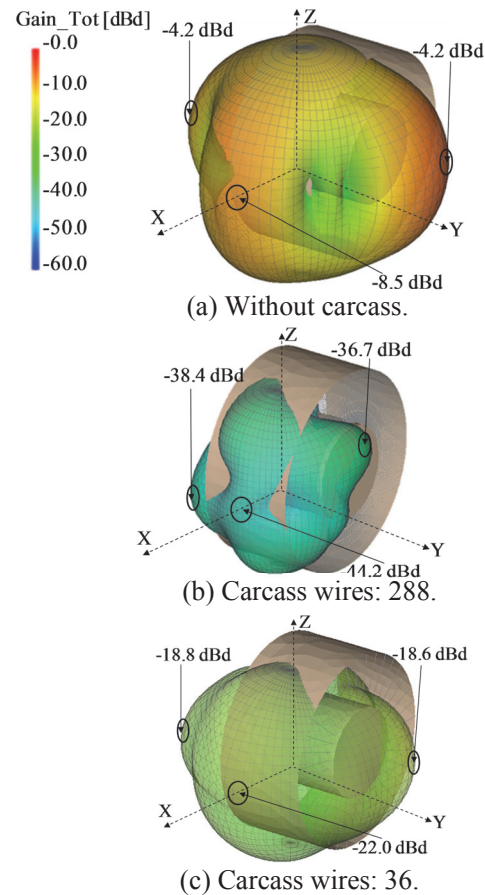 Gain_Tot [dBd]
-0.0
-10.0
-20.0
-30.0
-40.0
-50.0
-60.0
-4.2 dBd
Z
-4.2 dBd
X
Y
-8.5 dBd
(a) Without carcass.
Z
-36.7 dBd
-38.4 dBd
X
Y
-44.2 dBd
(b) Carcass wires: 288.
Z
-18.8 dBd
-18.6 dBd
X
Y
-22.0 dBd
(c) Carcass wires: 36.